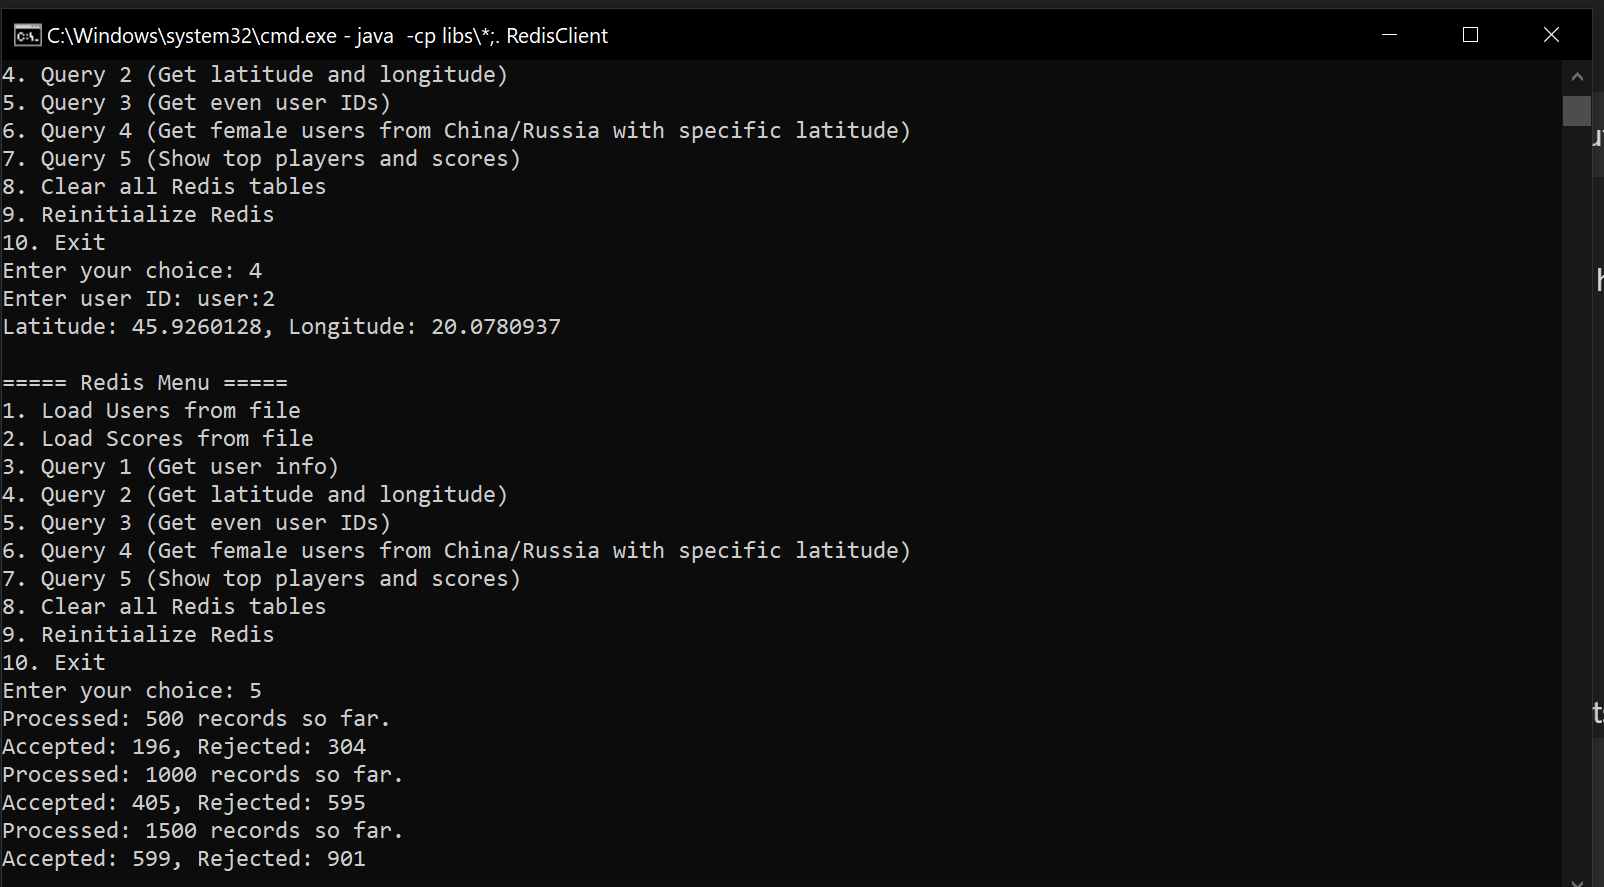 C:\Windows\system32\cmd.exe - java  -cp libs\*;. RedisClient
4. Query 2 (Get latitude and longitude)
5. Query 3 (Get even user IDs)
6. Query 4 (Get female users from China/Russia with specific latitude)
7. Query 5 (Show top players and scores)
8. Clear all Redis tables
9. Reinitialize Redis
10. Exit
Enter your choice: 4
Enter user ID: user:2
Latitude: 45.9260128, Longitude: 20.0780937
===== Redis Menu =====
1. Load Users from file
2. Load Scores from file
3. Query 1 (Get user info)
4. Query 2 (Get latitude and longitude)
5. Query 3 (Get even user IDs)
6. Query 4 (Get female users from China/Russia with specific latitude)
7. Query 5 (Show top players and scores)
8. Clear all Redis tables
9. Reinitialize Redis
10. Exit
Enter your choice: 5
Processed: 500 records so far.
Accepted: 196, Rejected: 304
Processed: 1000 records so far.
Accepted: 405, Rejected: 595
Processed: 1500 records so far.
Accepted: 599, Rejected: 901